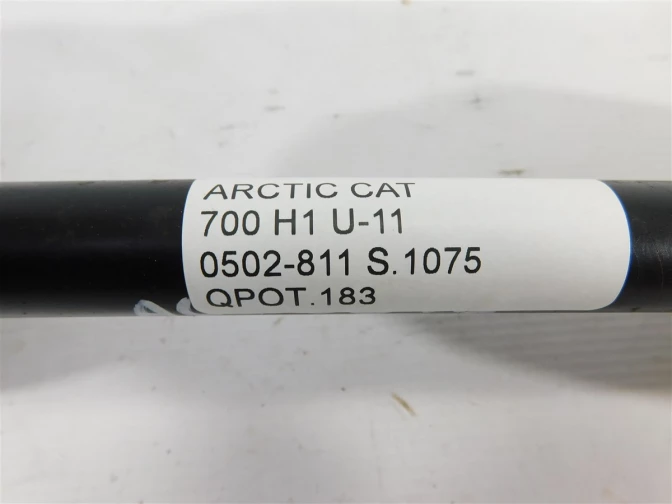 ARCTIC CAT
700 H1 U-11
0502-811 S.1075
QPOT.183